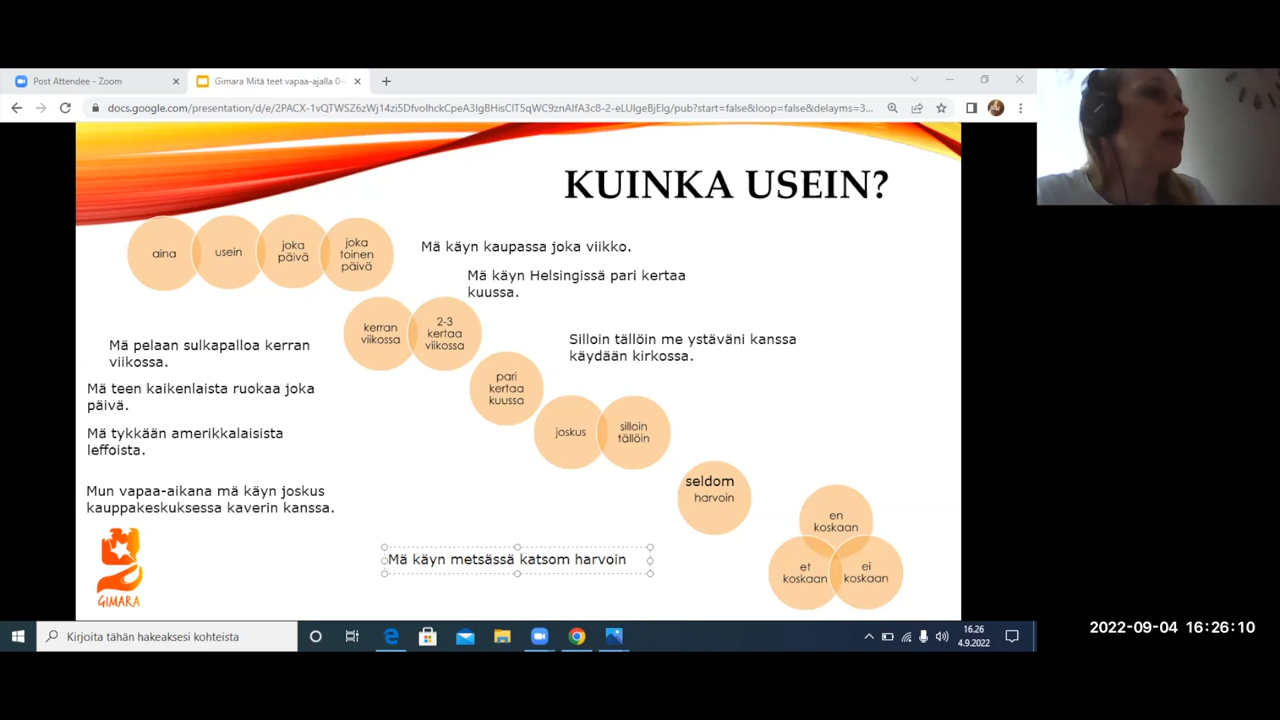 Post Attendee - Zoom
Gimara Mitä teet vapaa-ajalla 0-
docs.google.com/presentation/d/e/2PACX-1vQTWSZ6zWj14zi5DfvolhckCpeA3IgBHisClT5qWC9znAlfA3c8-2-eLUlgeBjElg/pub?start=false&loop=false&delayms=3...
KUINKA USEIN?
aina
usein
joka
päivä
joka
toinen
päivä
Mä käyn kaupassa joka viikko.
Mä käyn Helsingissä pari kertaa
kuussa.
kerran
viikossa
2-3
kertaa
viikossa
Silloin tällöin me ystäväni kanssa
käydään kirkossa.
Mä pelaan sulkapalloa kerran
viikossa.
Mä teen kaikenlaista ruokaa joka
päivä.
Mä tykkään amerikkalaisista
leffoista.
Mun vapaa-aikana mä käyn joskus
kauppakeskuksessa kaverin kanssa.
pari
kertaa
kuussa
joskus
silloin
tällöin
seldom
harvoin
en
koskaan
et
koskaan
ei
koskaan
Mä käyn metsässä katsom harvoin
GIMARA
Kirjoita tähän hakeaksesi kohteista
16.26
4.9.2022
2022-09-04 16:26:10